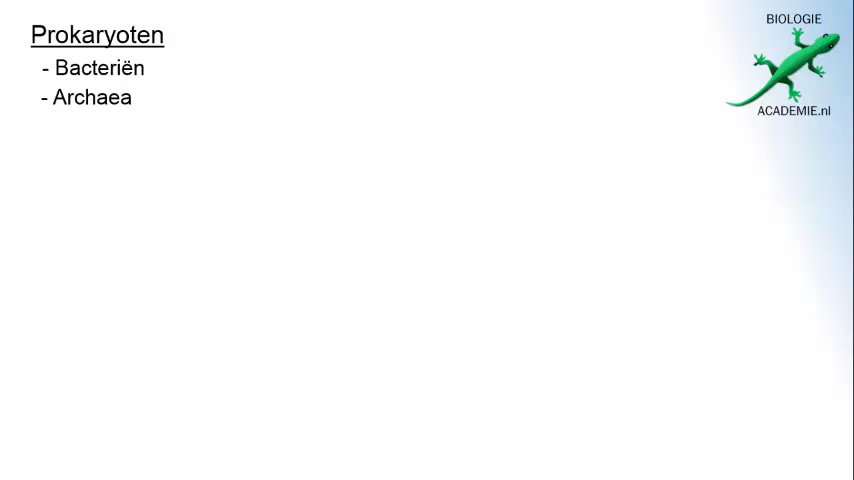 Prokaryoten
- Bacteriën
- Archaea
BIOLOGIE
ACADEMIE.nl